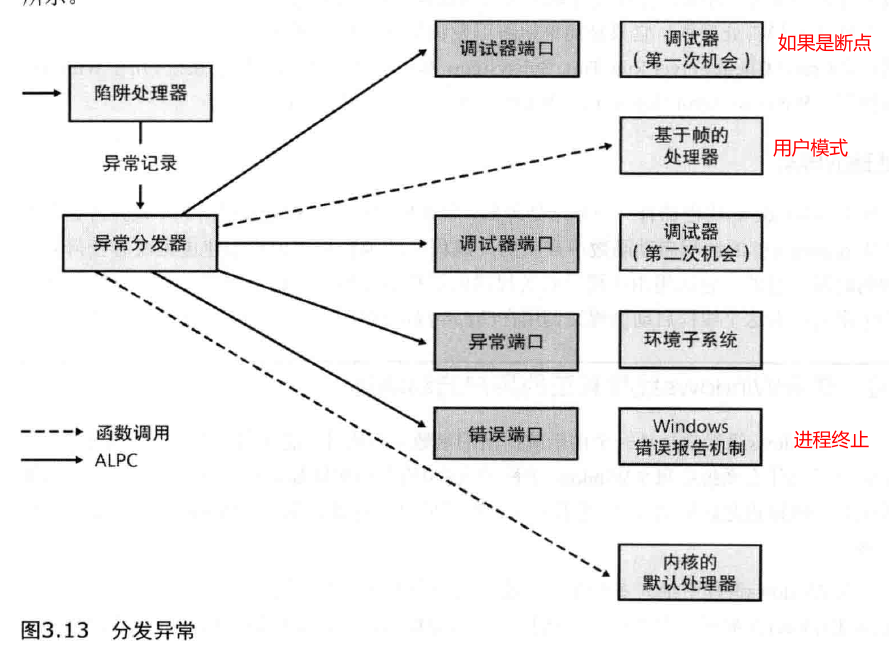 所示。
调试器端口
调试器
（第一次机会）
如果是断点
陷阱处理器
异常记录
基于帧的
处理器
用户模式
异常分发器
调试器端口
调试器
（第二次机会）
异常端口
环境子系统
错误端口
Windows
错误报告机制
进程终止
函数调用
ALPC
内核的
默认处理器
图3.13 分发异常